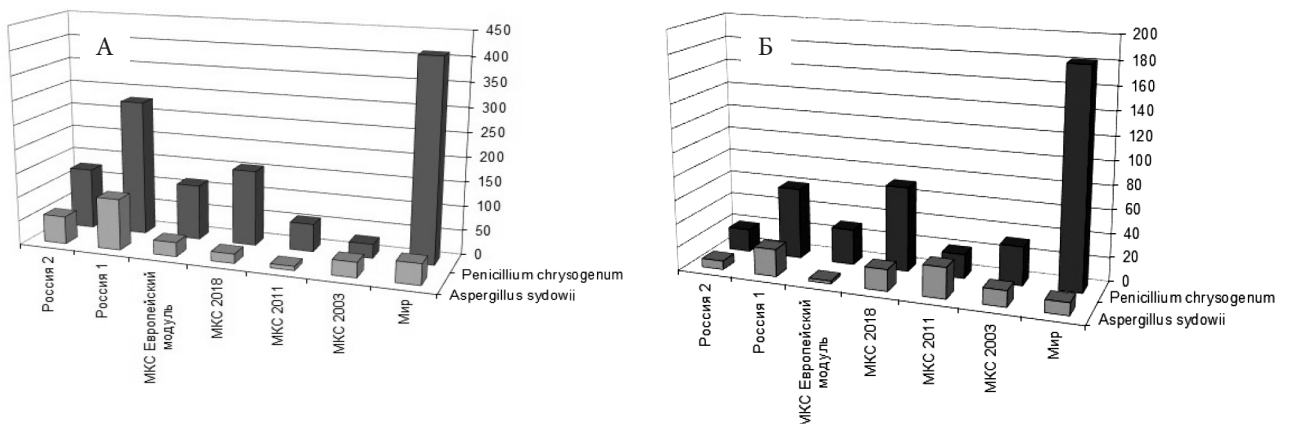 А
450
400
350
300
250
200
150
100
50
0
Penicillium chrysogenum
Aspergillus sydowii
Россия 2
Россия 1
МКС Европейский
модуль
МКС 2018
МКС 2011
МКС 2003
Мир
Б
200
180
160
140
120
100
80
60
40
20
0
Penicillium chrysogenum
Aspergillus sydowii
Россия 2
Россия 1
МКС Европейский
модуль
МКС 2018
МКС 2011
МКС 2003
Мир